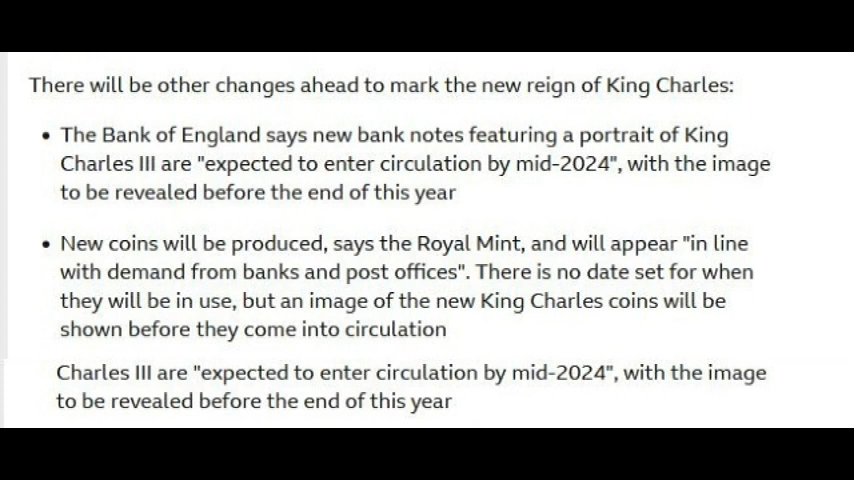 There will be other changes ahead to mark the new reign of King Charles:
• The Bank of England says new bank notes featuring a portrait of King
Charles III are "expected to enter circulation by mid-2024", with the image
to be revealed before the end of this year
• New coins will be produced, says the Royal Mint, and will appear "in line
with demand from banks and post offices". There is no date set for when
they will be in use, but an image of the new King Charles coins will be
shown before they come into circulation
Charles III are "expected to enter circulation by mid-2024", with the image
to be revealed before the end of this year